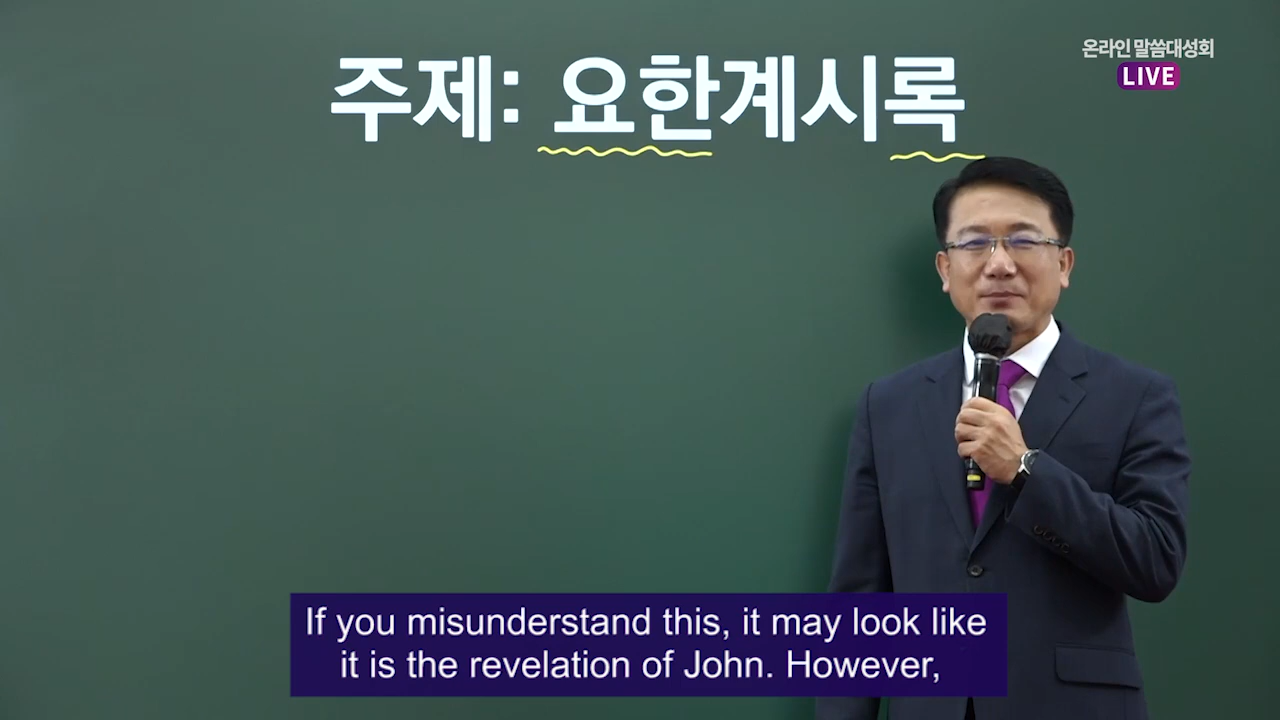 온라인 말씀대성회
LIVE
주제: 요한계시록
If you misunderstand this, it may look like
it is the revelation of John. However,